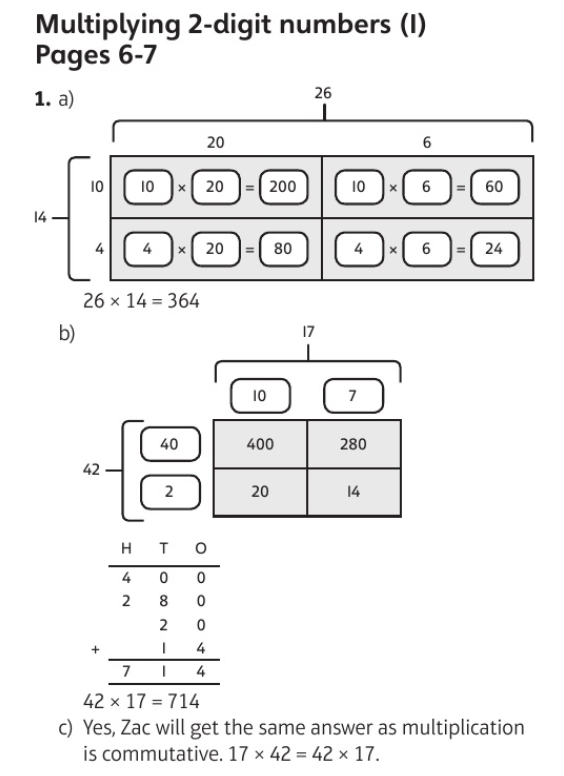 Multiplying 2-digit numbers (I)
Pages 6-7
1. a)
26
20 6
14
10 10 × 20 = 200 10 × 6 = 60
4 4 × 20 = 80 4 × 6 = 24
26 × 14 = 364
b)
17
10 7
42
40 400 280
2 20 14
H T O
4 0 0
2 8 0
2 0
+ 1 4
7 1 4
42 × 17 = 714
c) Yes, Zac will get the same answer as multiplication
is commutative. 17 × 42 = 42 × 17.